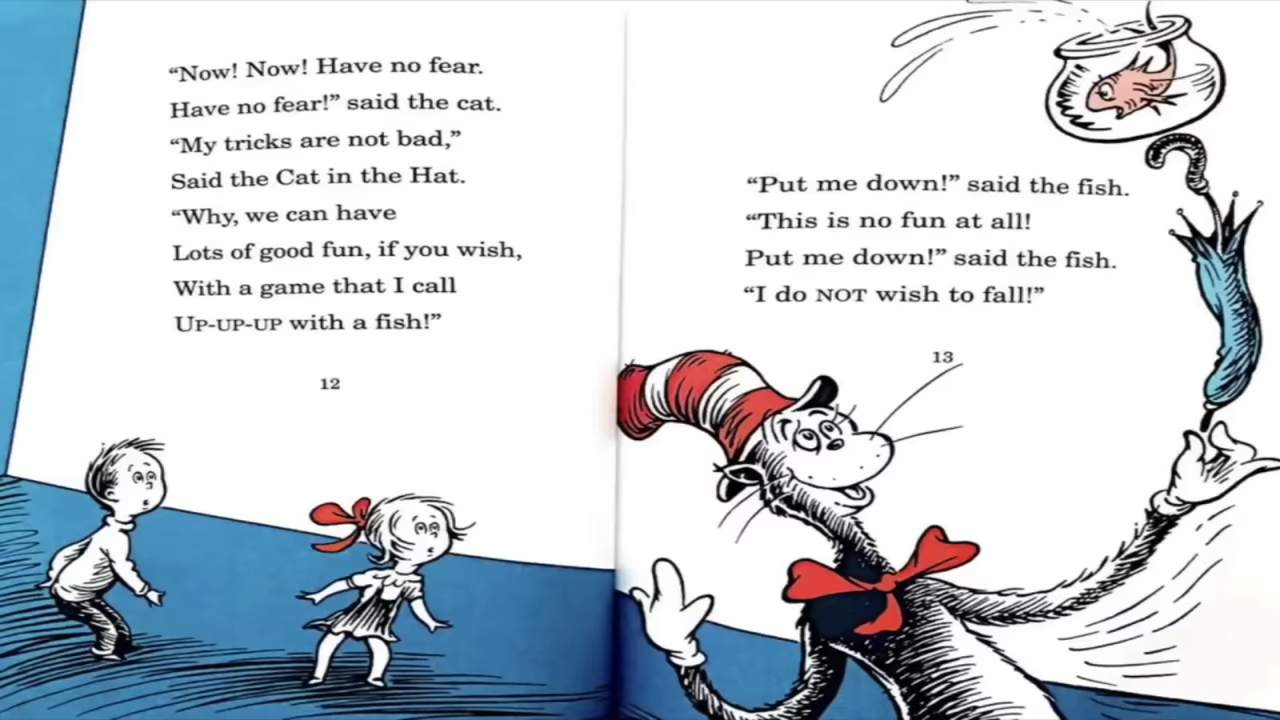 “Now! Now! Have no fear.
Have no fear!” said the cat.
“My tricks are not bad,”
Said the Cat in the Hat.
“Why, we can have
Lots of good fun, if you wish,
With a game that I call
UP-UP-UP with a fish!”
12
“Put me down!” said the fish.
“This is no fun at all!
Put me down!” said the fish.
“I do NOT wish to fall!”
13